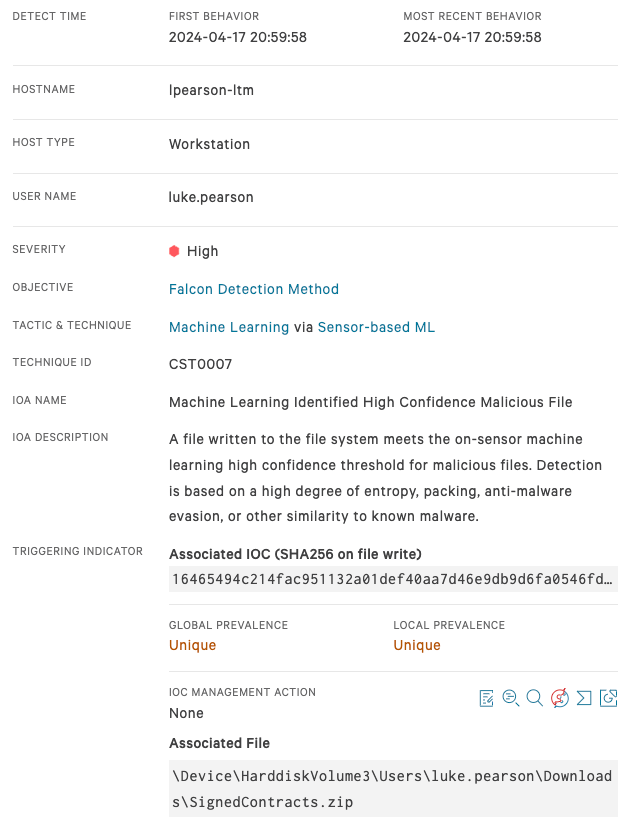 DETECT TIME
FIRST BEHAVIOR
2024-04-17 20:59:58
MOST RECENT BEHAVIOR
2024-04-17 20:59:58
HOSTNAME
lpearson-ltm
HOST TYPE
Workstation
USER NAME
luke.pearson
SEVERITY
High
OBJECTIVE
Falcon Detection Method
TACTIC & TECHNIQUE
Machine Learning via Sensor-based ML
TECHNIQUE ID
CST0007
IOA NAME
Machine Learning Identified High Confidence Malicious File
IOA DESCRIPTION
A file written to the file system meets the on-sensor machine
learning high confidence threshold for malicious files. Detection
is based on a high degree of entropy, packing, anti-malware
evasion, or other similarity to known malware.
TRIGGERING INDICATOR
Associated IOC (SHA256 on file write)
16465494c214fac951132a01def40aa7d46e9db9d6fa0546fd…
GLOBAL PREVALENCE
Unique
LOCAL PREVALENCE
Unique
IOC MANAGEMENT ACTION
None
Associated File
\Device\HarddiskVolume3\Users\luke.pearson\Download
s\SignedContracts.zip